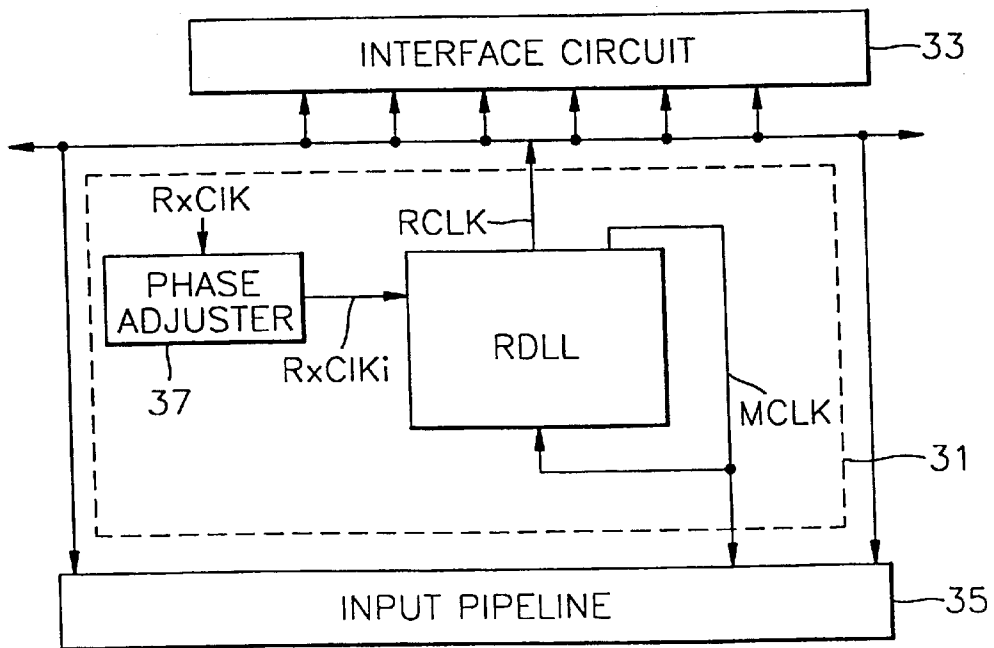 INTERFACE CIRCUIT
33
RxClK
RCLK
PHASE
ADJUSTER
RxClKi
RDLL
37
MCLK
31
INPUT PIPELINE
35